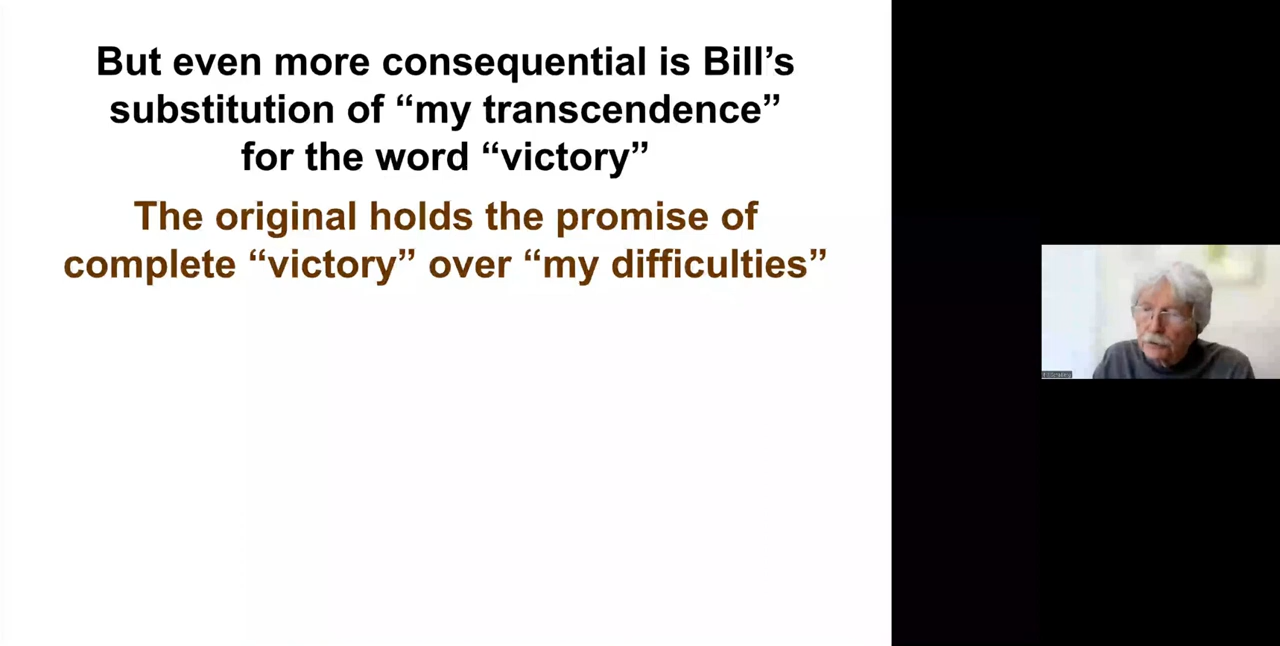 But even more consequential is Bill’s
substitution of “my transcendence”
for the word “victory”
The original holds the promise of
complete “victory” over “my difficulties”